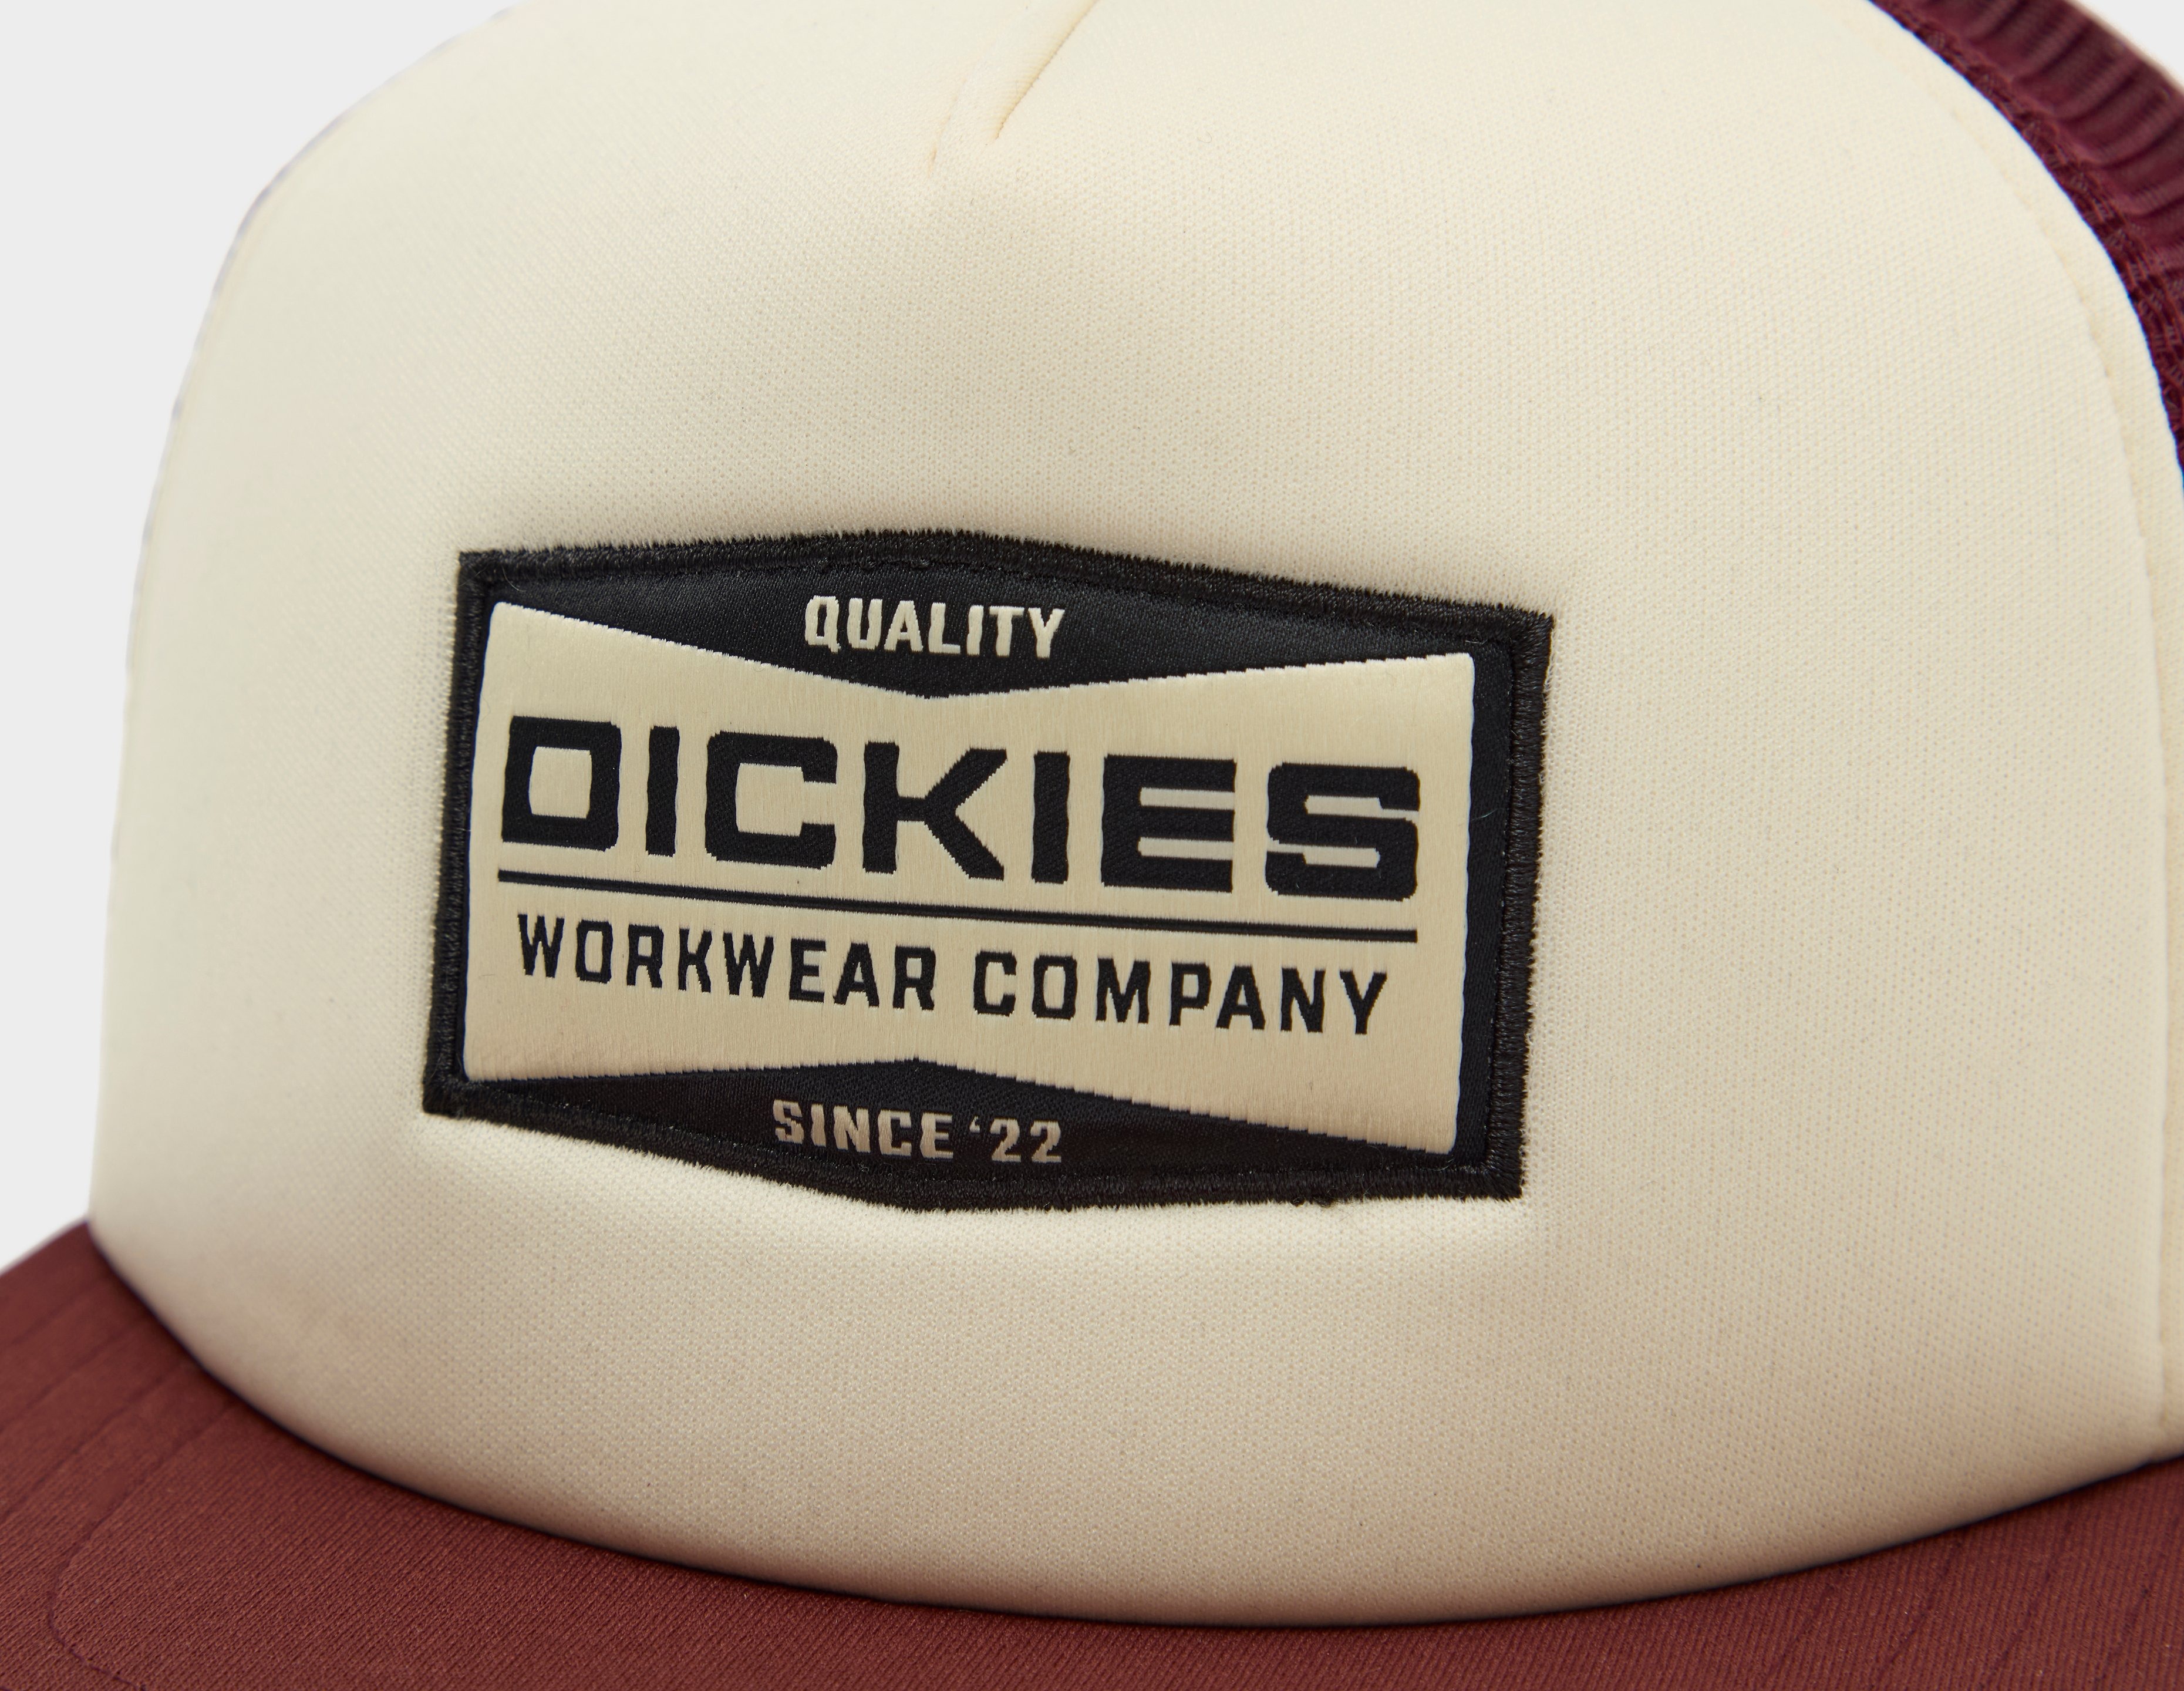 QUALITY
DICKIES
WORKWEAR COMPANY
SINCE ‘22